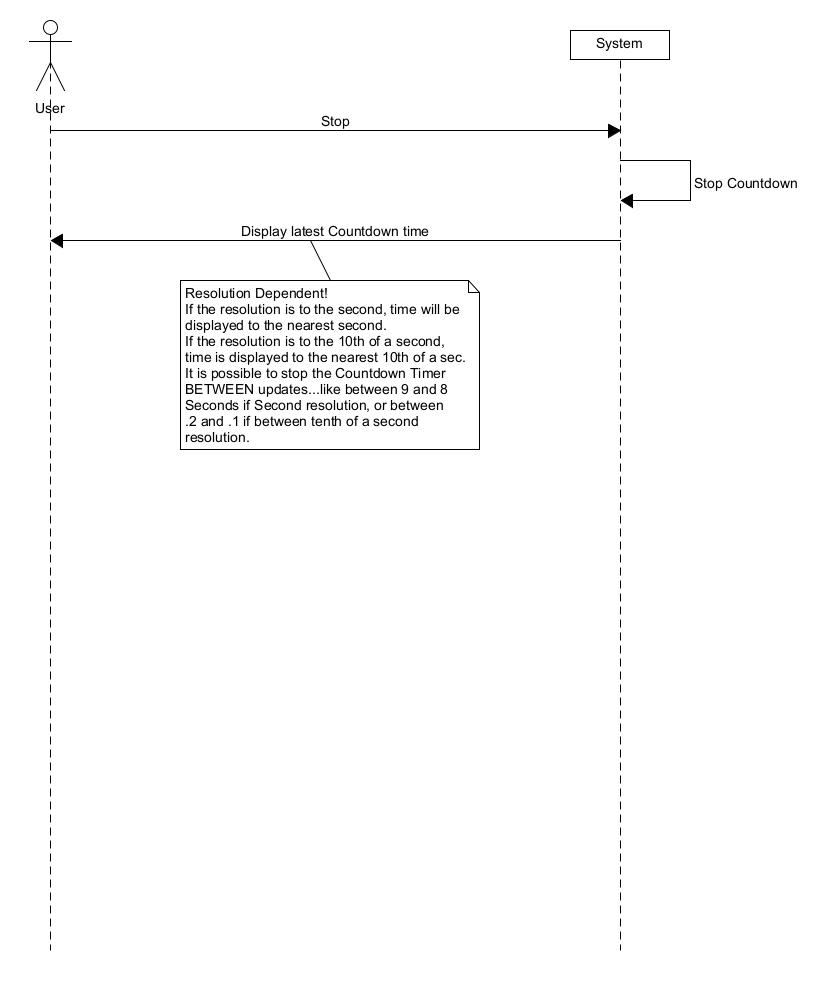 System
User
Stop
Stop Countdown
Display latest Countdown time
Resolution Dependent!
If the resolution is to the second, time will be
displayed to the nearest second.
If the resolution is to the 10th of a second,
time is displayed to the nearest 10th of a sec.
It is possible to stop the Countdown Timer
BETWEEN updates...like between 9 and 8
Seconds if Second resolution, or between
.2 and .1 if between tenth of a second
resolution.